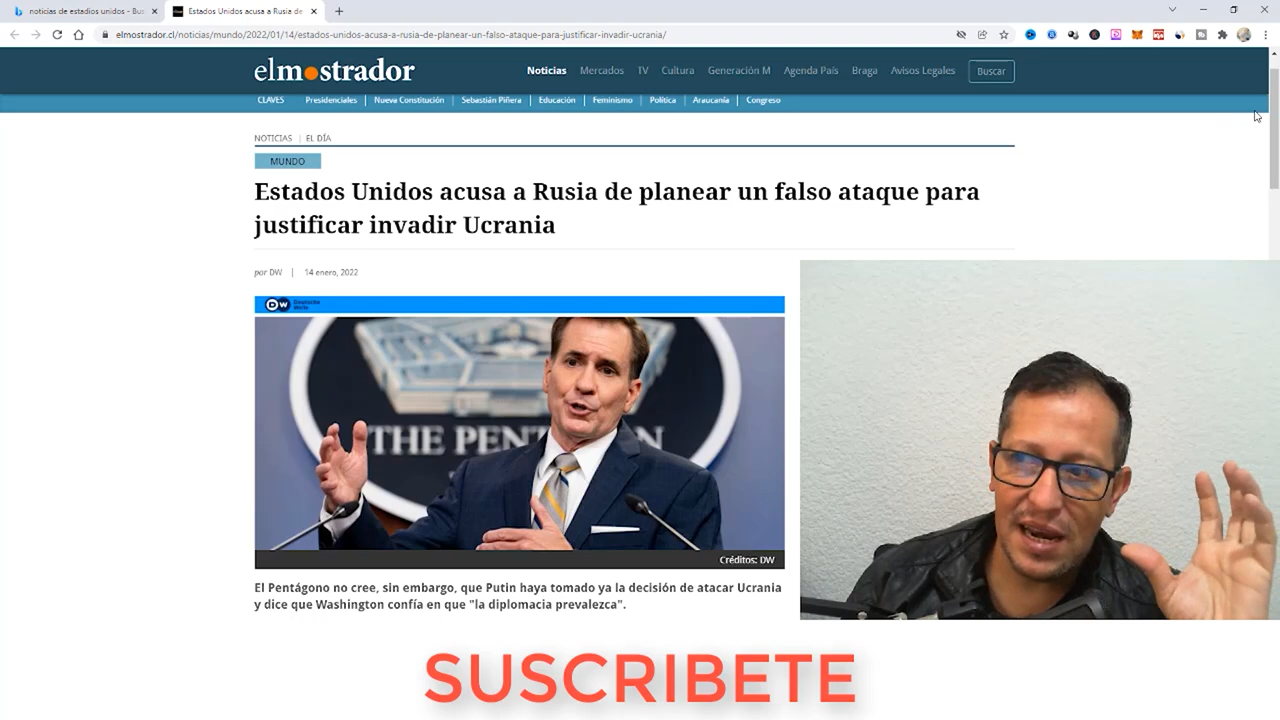 noticias de estados unidos - Bus
Estados Unidos acusa a Rusia de
elmostrador.cl/noticias/mundo/2022/01/14/estados-unidos-acusa-a-rusia-de-planear-un-falso-ataque-para-justificar-invadir-ucrania/
elmostrador
Noticias Mercados TV Cultura Generación M Agenda País Braga Avisos Legales Buscar
CLAVES Presidenciales | Nueva Constitución | Sebastián Piñera | Educación | Feminismo | Política | Araucanía | Congreso
NOTICIAS | EL DÍA
MUNDO
Estados Unidos acusa a Rusia de planear un falso ataque para
justificar invadir Ucrania
por DW | 14 enero, 2022
DW Deutsche Welle
THE PEN N
Créditos: DW
El Pentágono no cree, sin embargo, que Putin haya tomado ya la decisión de atacar Ucrania
y dice que Washington confía en que "la diplomacia prevalezca".
SUSCRIBETE